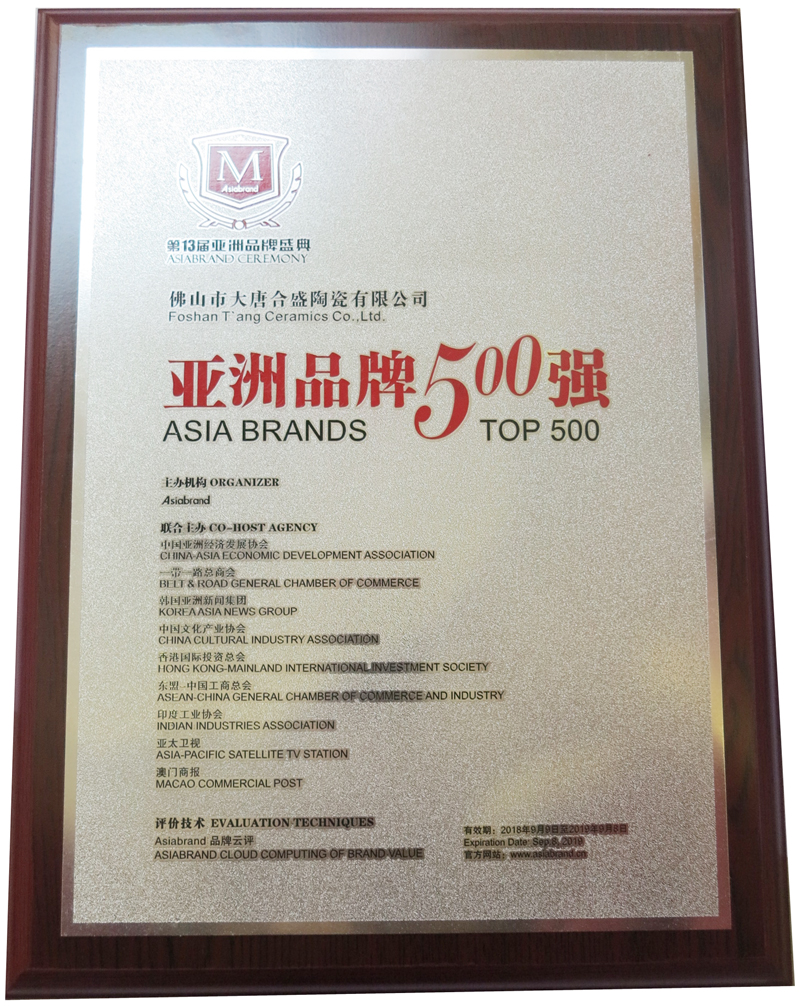 M
Asiabrand
第13届亚洲品牌盛典
ASIABRAND CEREMONY
佛山市大唐合盛陶瓷有限公司
Foshan T`ang Ceramics Co.,Ltd.
亚洲品牌500强
ASIA BRANDS TOP 500
主办机构 ORGANIZER
Asiabrand
联合主办 CO-HOST AGENCY
中国亚洲经济发展协会
CHINA-ASIA ECONOMIC DEVELOPMENT ASSOCIATION
一带一路总商会
BELT & ROAD GENERAL CHAMBER OF COMMERCE
韩国亚洲新闻集团
KOREA ASIA NEWS GROUP
中国文化产业协会
CHINA CULTURAL INDUSTRY ASSOCIATION
香港国际投资总会
HONG KONG-MAINLAND INTERNATIONAL INVESTMENT SOCIETY
东盟-中国工商总会
ASEAN-CHINA GENERAL CHAMBER OF COMMERCE AND INDUSTRY
印度工业协会
INDIAN INDUSTRIES ASSOCIATION
亚太卫视
ASIA-PACIFIC SATELLITE TV STATION
澳门商报
MACAO COMMERCIAL POST
评价技术 EVALUATION TECHNIQUES
Asiabrand 品牌云评
ASIABRAND CLOUD COMPUTING OF BRAND VALUE
有效期：2018年9月9日至2019年9月8日
Expiration Date: Sep 8, 2019
官方网站：www.asiabrand.cn